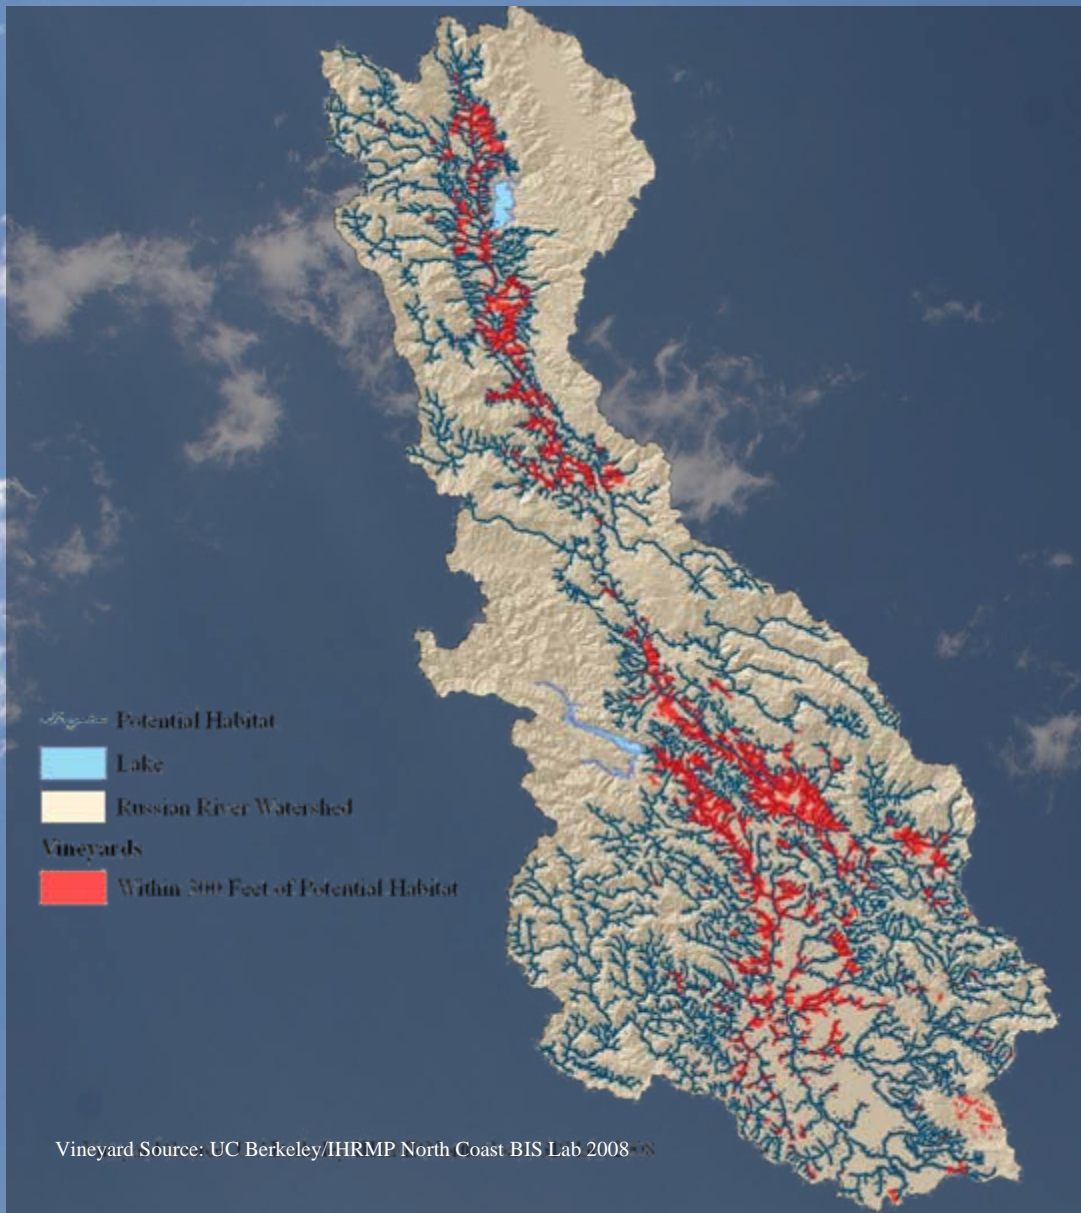 Potential Habitat
Lake
Russian River Watershed
Vineyards
Within 300 Feet of Potential Habitat
Vineyard Source: UC Berkeley/IHRMP North Coast BIS Lab 2008